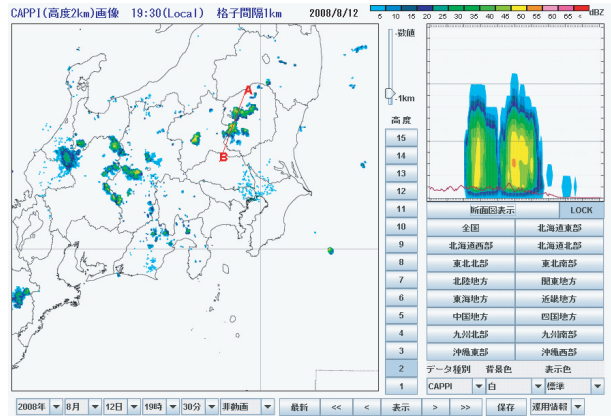 CAPPI(高度2km)画像 19:30(Local) 格子間隔1km 2008/8/12
5 10 15 20 25 30 35 40 45 50 55 60 65 < dBZ
A
B
-数値
-1km
高度
15
14
13
12
11
10
9
8
7
6
5
4
3
2
1
断面図表示 LOCK
全国 北海道東部
北海道西部 北海道北部
東北北部 東北南部
北陸地方 関東地方
東海地方 近畿地方
中国地方 四国地方
九州北部 九州南部
沖縄東部 沖縄西部
データ種別 背景色 表示色
CAPPI 白 標準
2008年 8月 12日 19時 30分 非動画 最新 << < 表示 > >> 保存 運用情報